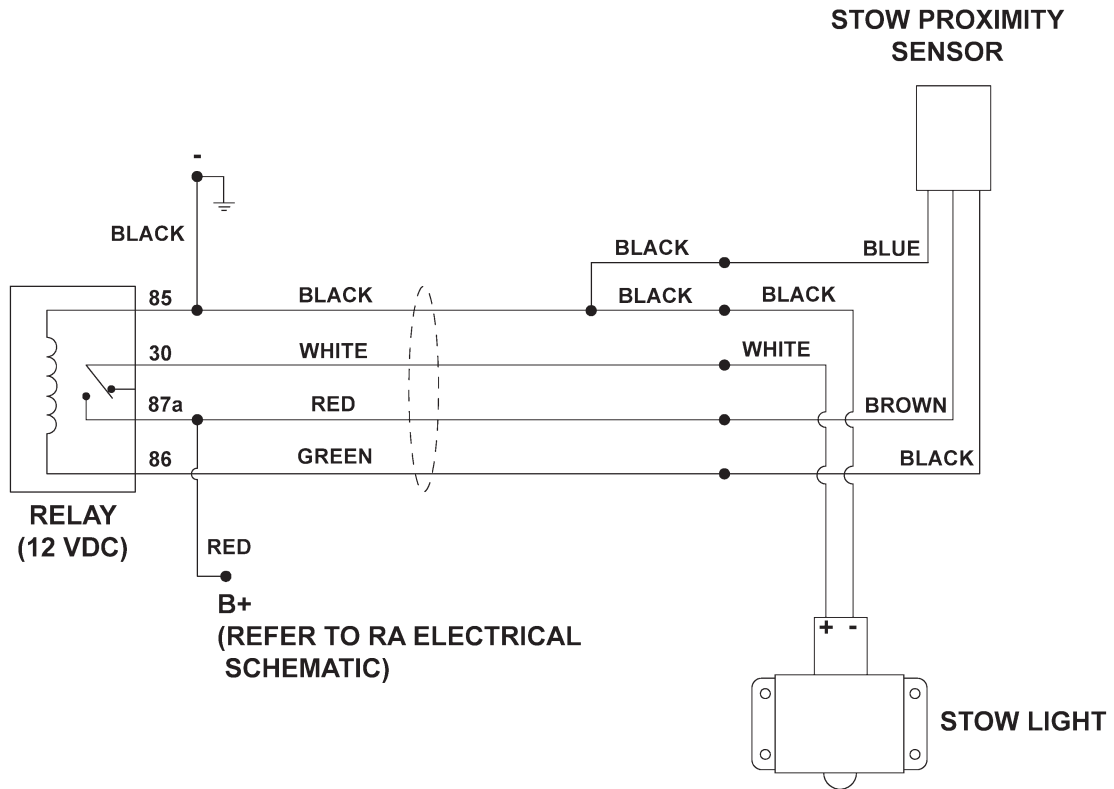 STOW PROXIMITY
SENSOR
-
BLACK
BLACK
BLUE
85
BLACK
BLACK
BLACK
30
WHITE
WHITE
87a
RED
BROWN
86
GREEN
BLACK
RELAY
(12 VDC)
RED
B+
(REFER TO RA ELECTRICAL
SCHEMATIC)
+ -
STOW LIGHT